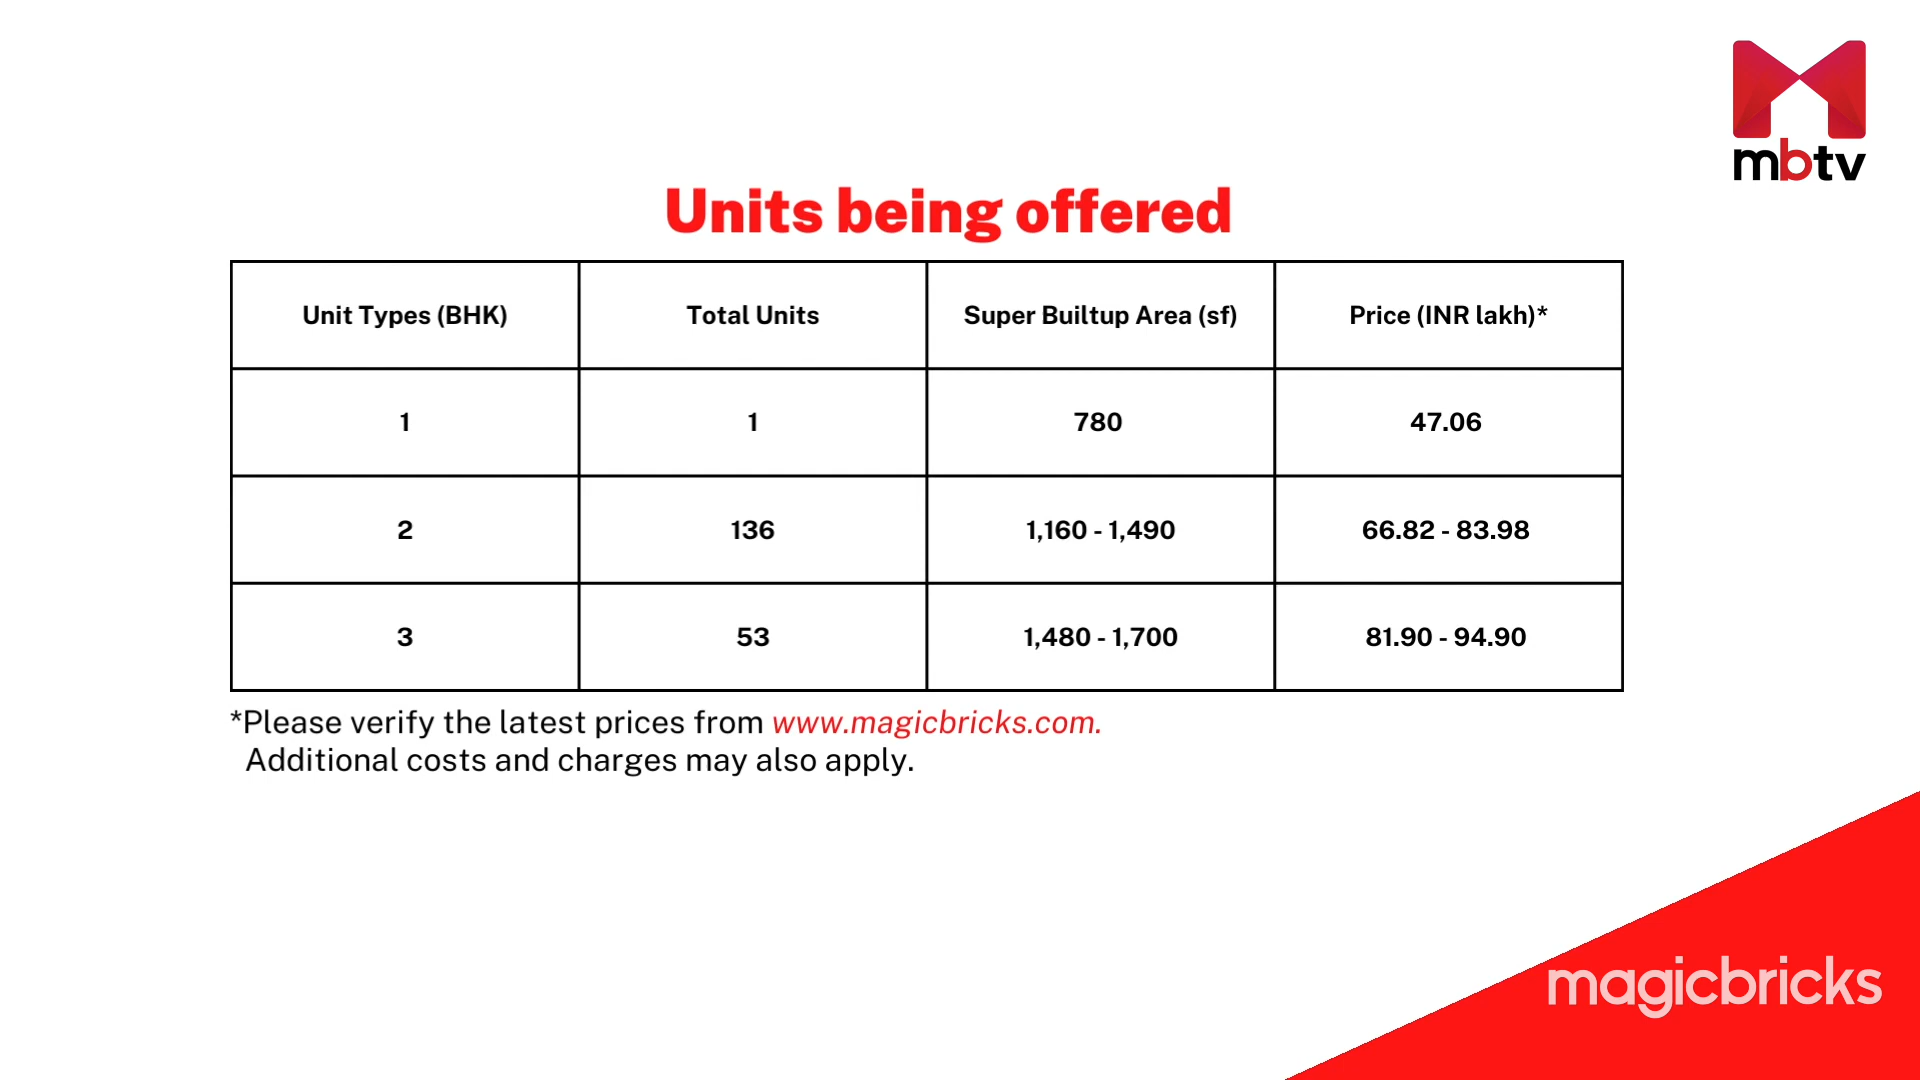 mbtv
Units being offered
Unit Types (BHK) Total Units Super Builtup Area (sf) Price (INR lakh)*
1 1 780 47.06
2 136 1,160 - 1,490 66.82 - 83.98
3 53 1,480 - 1,700 81.90 - 94.90
*Please verify the latest prices from www.magicbricks.com.
Additional costs and charges may also apply.
magicbricks